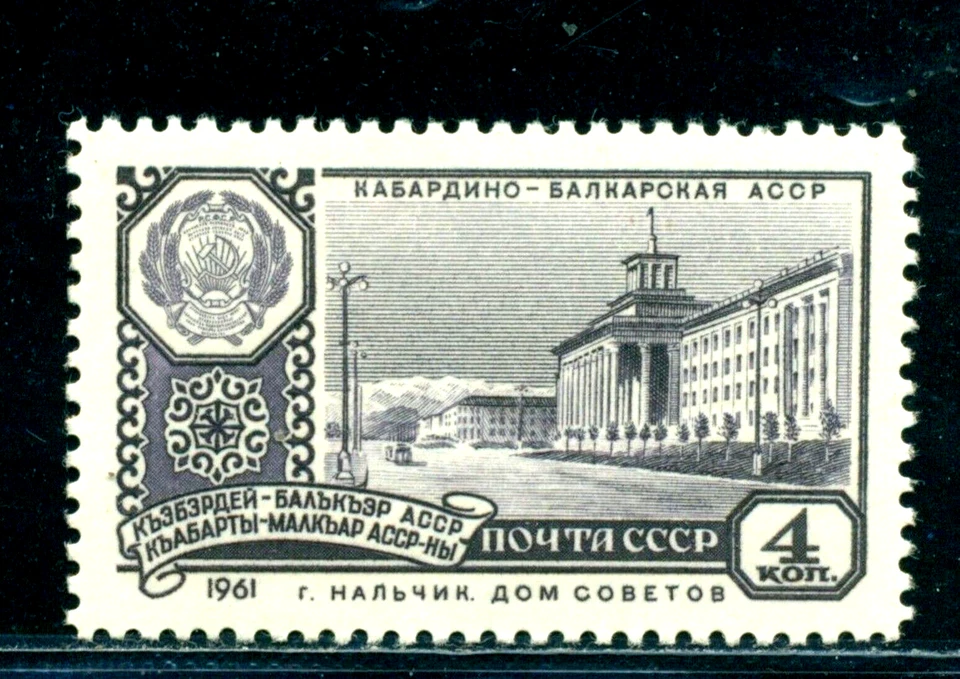 КАБАРДИНО-БАЛКАРСКАЯ АССР
КЪЭБЭРДЕЙ-БАЛЪКЪЭР АССР
КЪАБАРТЫ-МАЛКЪАР АССР-НЫ
ПОЧТА СССР
4
КОП.
1961 Г. НАЛЬЧИК. ДОМ СОВЕТОВ